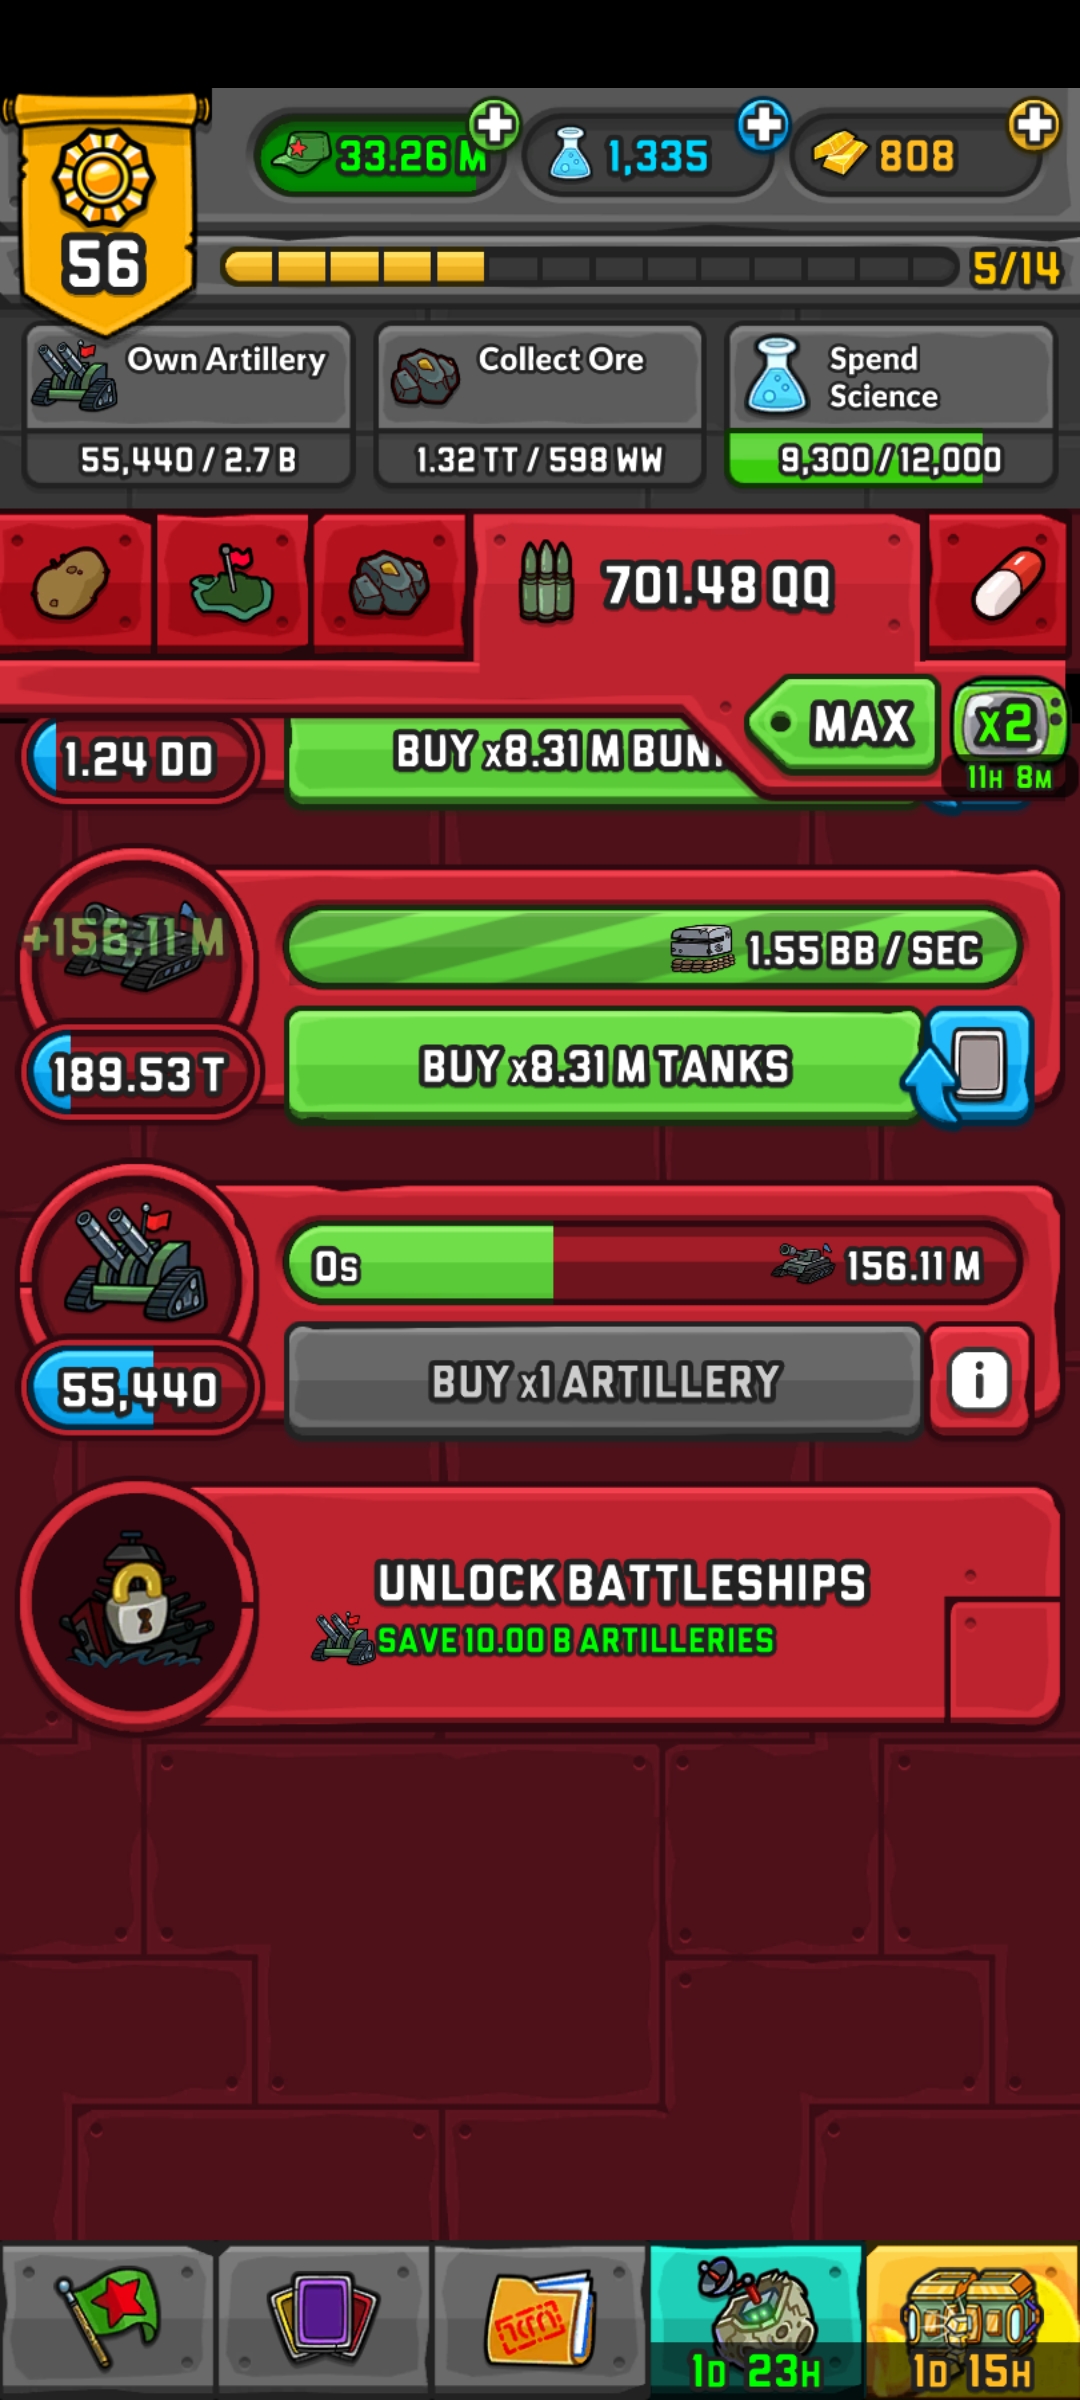 33.26 M
1,335
808
56
5/14
Own Artillery
Collect Ore
Spend
Science
55,440 / 2.7 B
1.32 TT / 598 WW
9,300 / 12,000
701.48 QQ
MAX
x2
11H 8M
1.24 DD
BUY x8.31 M
+156.11 M
1.55 BB / SEC
189.53 T
BUY x8.31 M TANKS
0s
156.11 M
55,440
BUY x1 ARTILLERY
i
UNLOCK BATTLESHIPS
SAVE 10.00 B ARTILLERIES
1D 23H
1D 15H